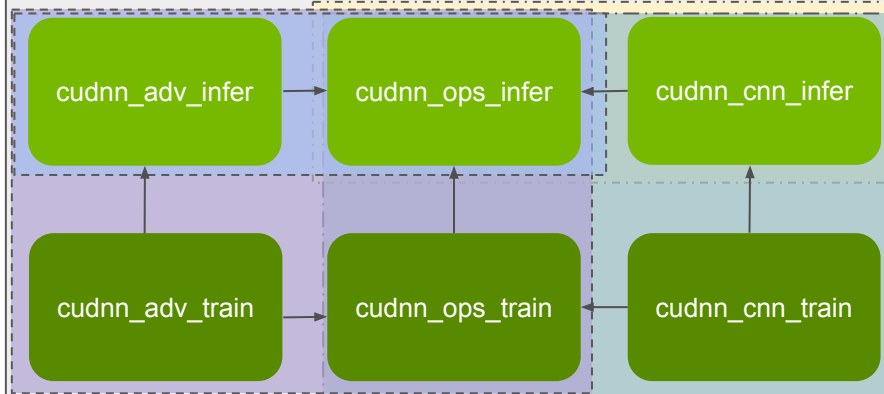 cudnn_adv_infer
cudnn_ops_infer
cudnn_cnn_infer
cudnn_adv_train
cudnn_ops_train
cudnn_cnn_train